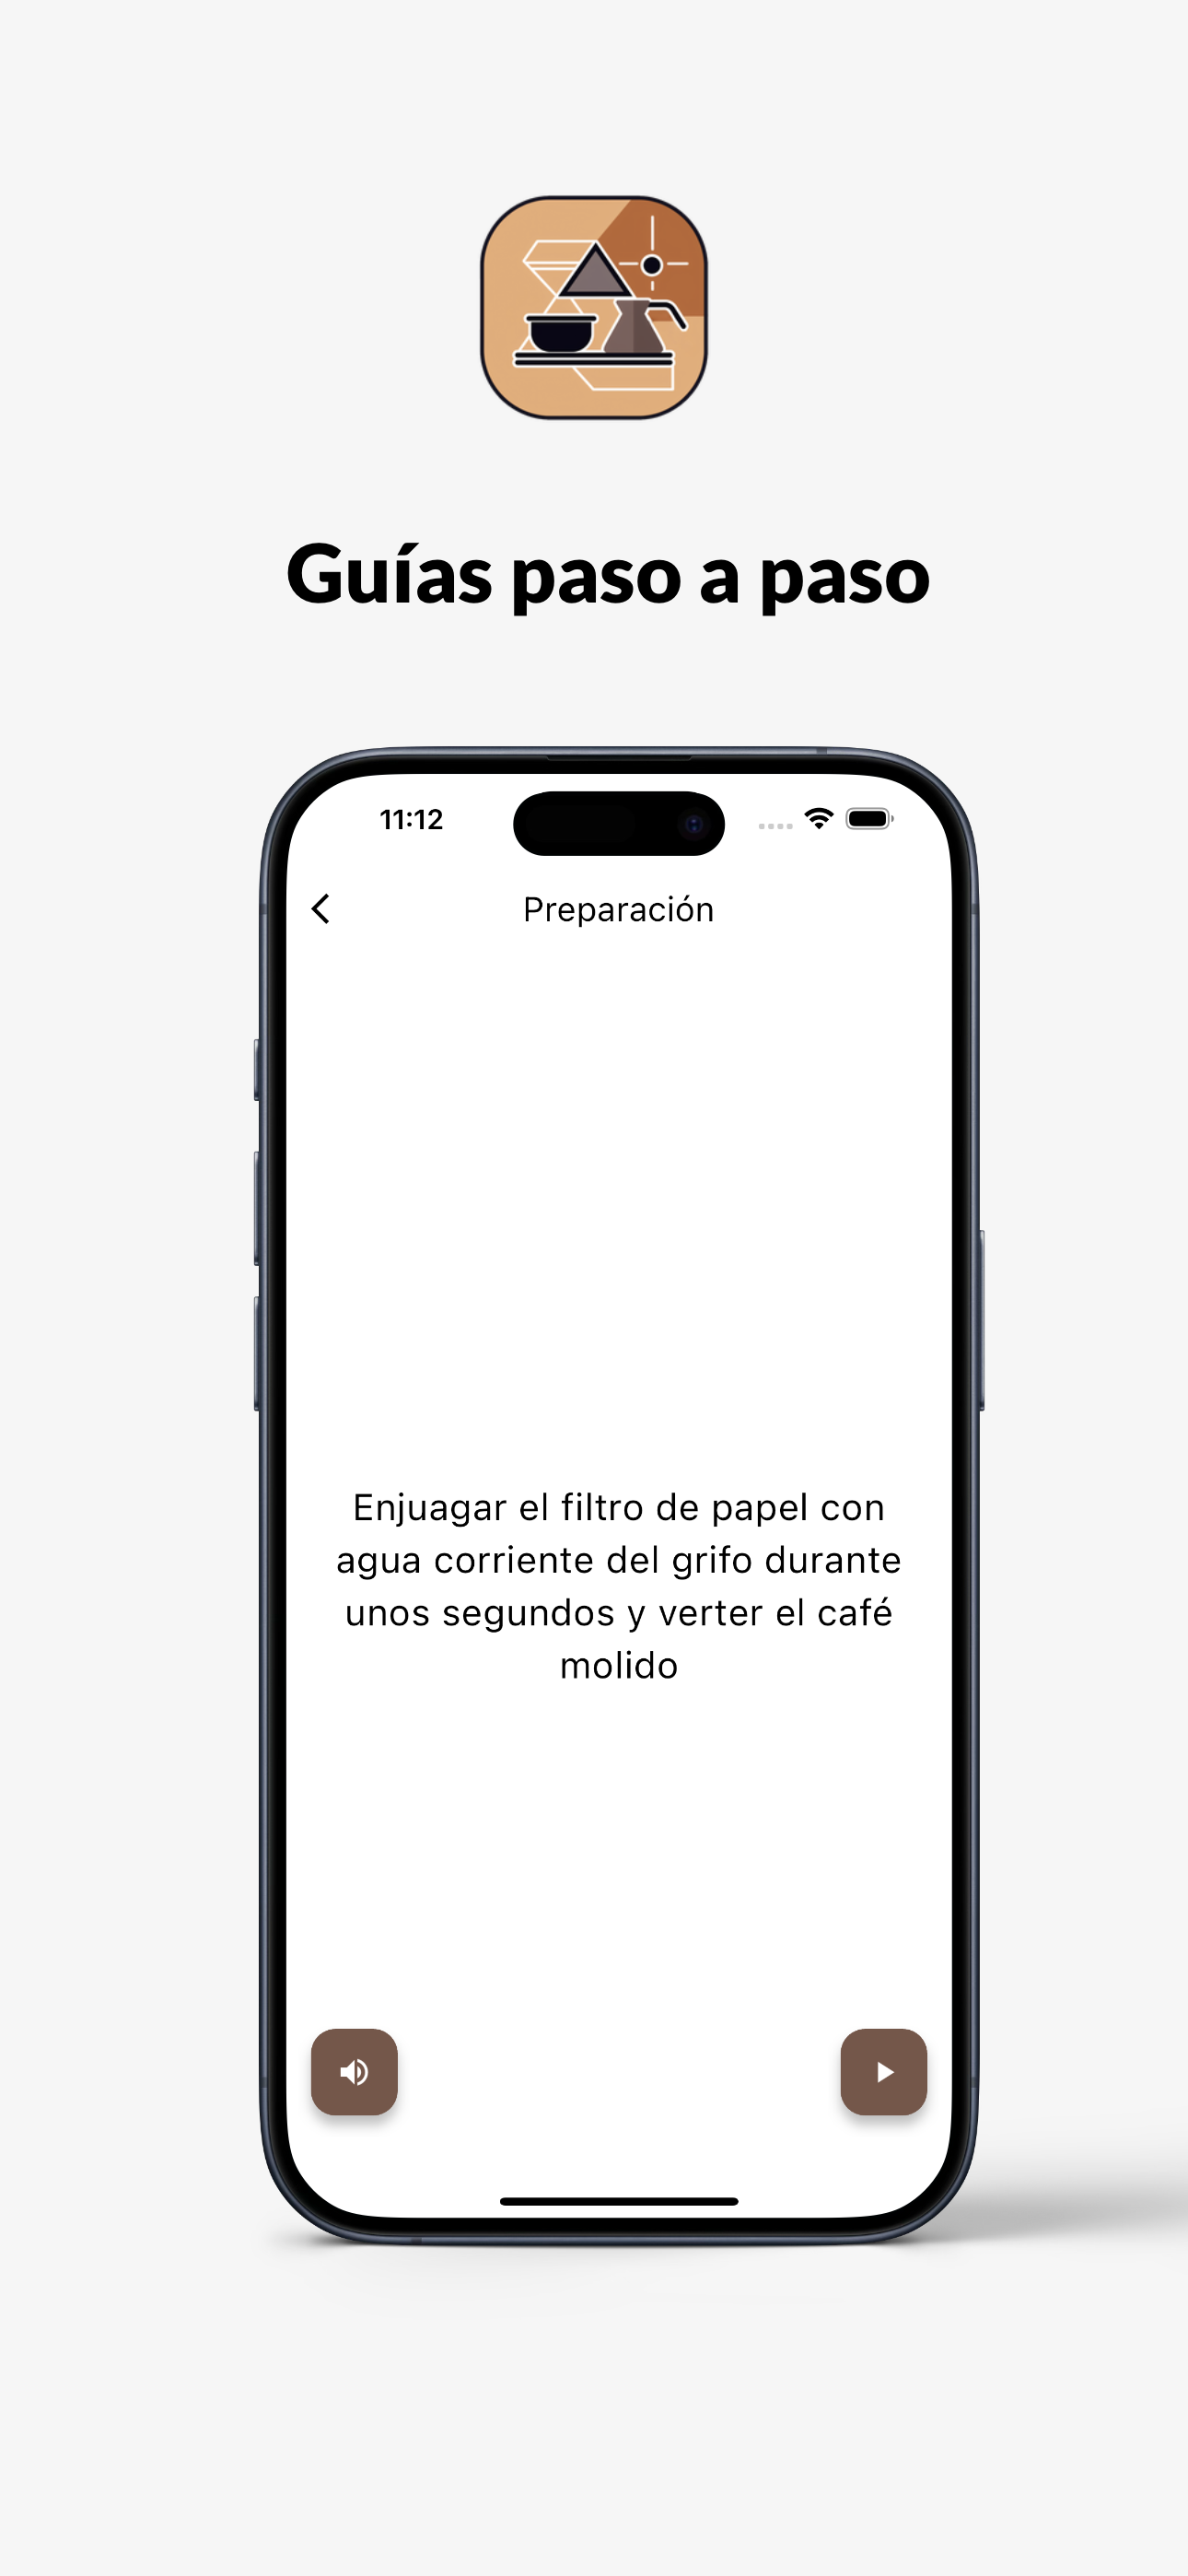 Guías paso a paso
11:12
Preparación
Enjuagar el filtro de papel con
agua corriente del grifo durante
unos segundos y verter el café
molido